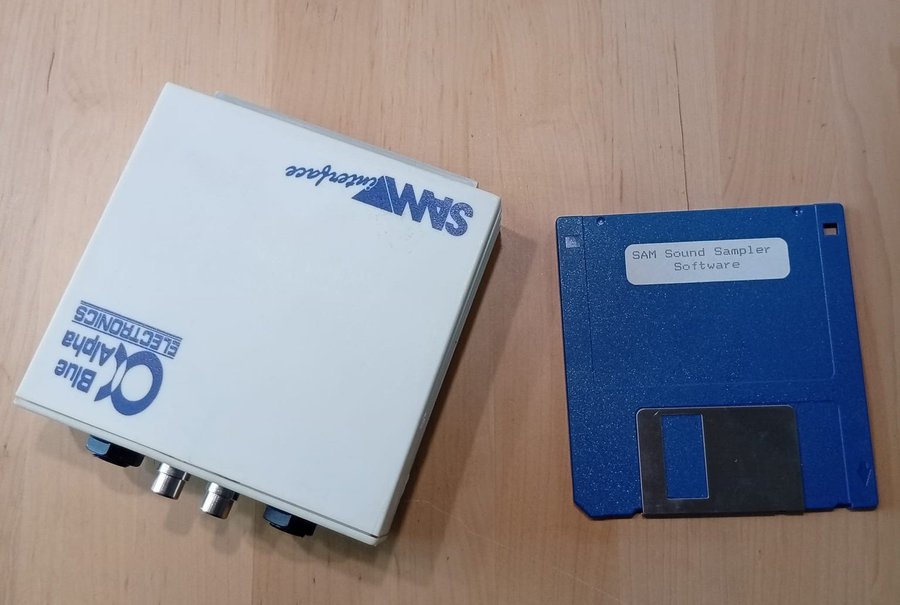 SAM interface
Blue
Alpha
ELECTRONICS
SAM Sound Sampler
Software